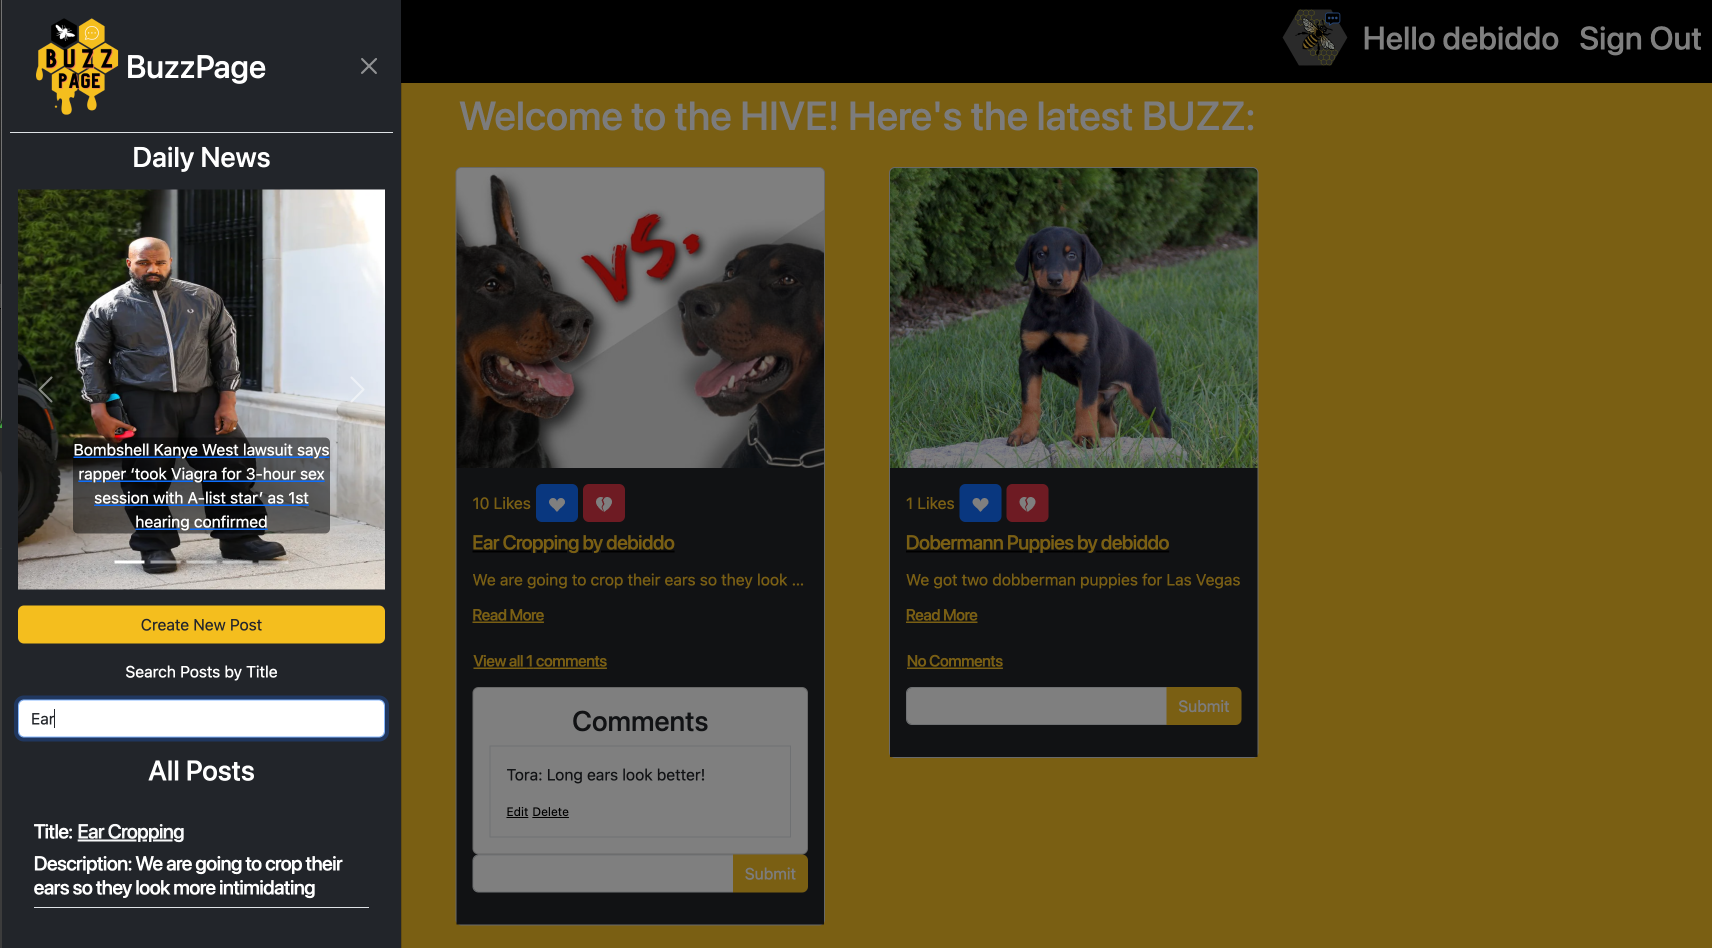 BUZZ
PAGE
BuzzPage
Hello debiddo
Sign Out
Daily News
Bombshell Kanye West lawsuit says
rapper ‘took Viagra for 3-hour sex
session with A-list star’ as 1st
hearing confirmed
Create New Post
Search Posts by Title
Ear
All Posts
Title: Ear Cropping
Description: We are going to crop their
ears so they look more intimidating
Welcome to the HIVE! Here's the latest BUZZ:
VS.
10 Likes
Ear Cropping by debiddo
We are going to crop their ears so they look ...
Read More
View all 1 comments
Comments
Tora: Long ears look better!
Edit Delete
Submit
1 Likes
Dobermann Puppies by debiddo
We got two dobberman puppies for Las Vegas
Read More
No Comments
Submit